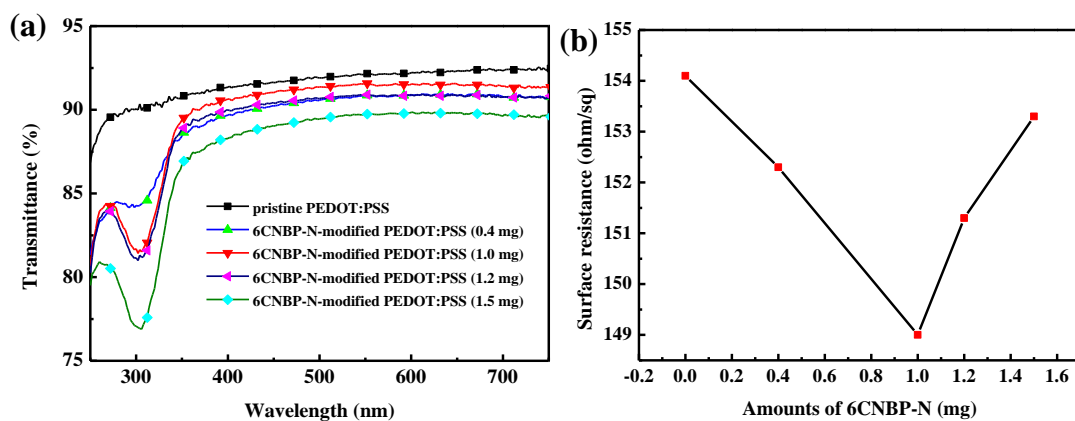 (a)
95
90
85
80
75
Transmittance (%)
pristine PEDOT:PSS
6CNBP-N-modified PEDOT:PSS (0.4 mg)
6CNBP-N-modified PEDOT:PSS (1.0 mg)
6CNBP-N-modified PEDOT:PSS (1.2 mg)
6CNBP-N-modified PEDOT:PSS (1.5 mg)
300 400 500 600 700
Wavelength (nm)
(b)
155
154
153
152
151
150
149
Surface resistance (ohm/sq)
-0.2 0.0 0.2 0.4 0.6 0.8 1.0 1.2 1.4 1.6
Amounts of 6CNBP-N (mg)